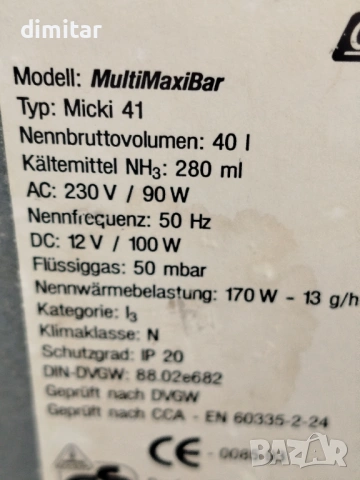 dimitar
Modell: MultiMaxiBar
Typ: Micki 41
Nennbruttovolumen: 40 l
Kältemittel NH₃: 280 ml
AC: 230 V / 90 W
Nennfrequenz: 50 Hz
DC: 12 V / 100 W
Flüssiggas: 50 mbar
Nennwärmebelastung: 170 W - 13 g/h
Kategorie: I₃
Klimaklasse: N
Schutzgrad: IP 20
DIN-DVGW: 88.02e682
Geprüft nach DVGW
Geprüft nach CCA - EN 60335-2-24
CE
BAZAR